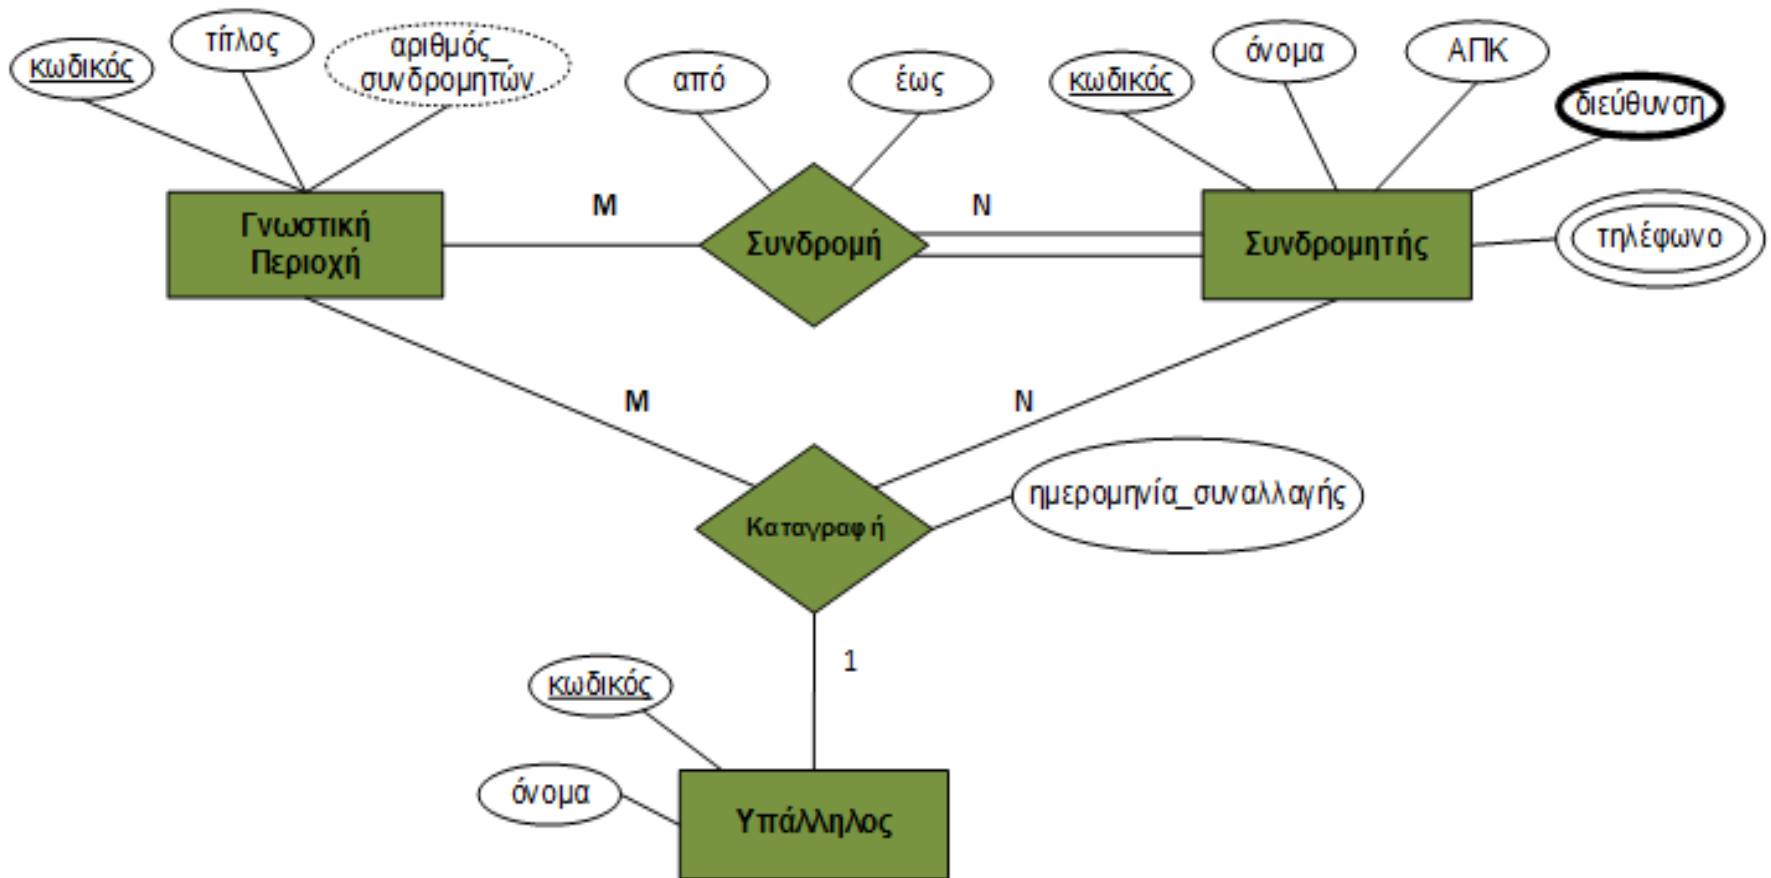 κωδικός
τίτλος
αριθμός_
συνδρομητών
από
έως
κωδικός
όνομα
ΑΠΚ
διεύθυνση
Γνωστική
Περιοχή
Μ
Συνδρομή
Ν
Συνδρομητής
τηλέφωνο
Μ
Ν
Καταγραφή
ημερομηνία_συναλλαγής
1
κωδικός
όνομα
Υπάλληλος